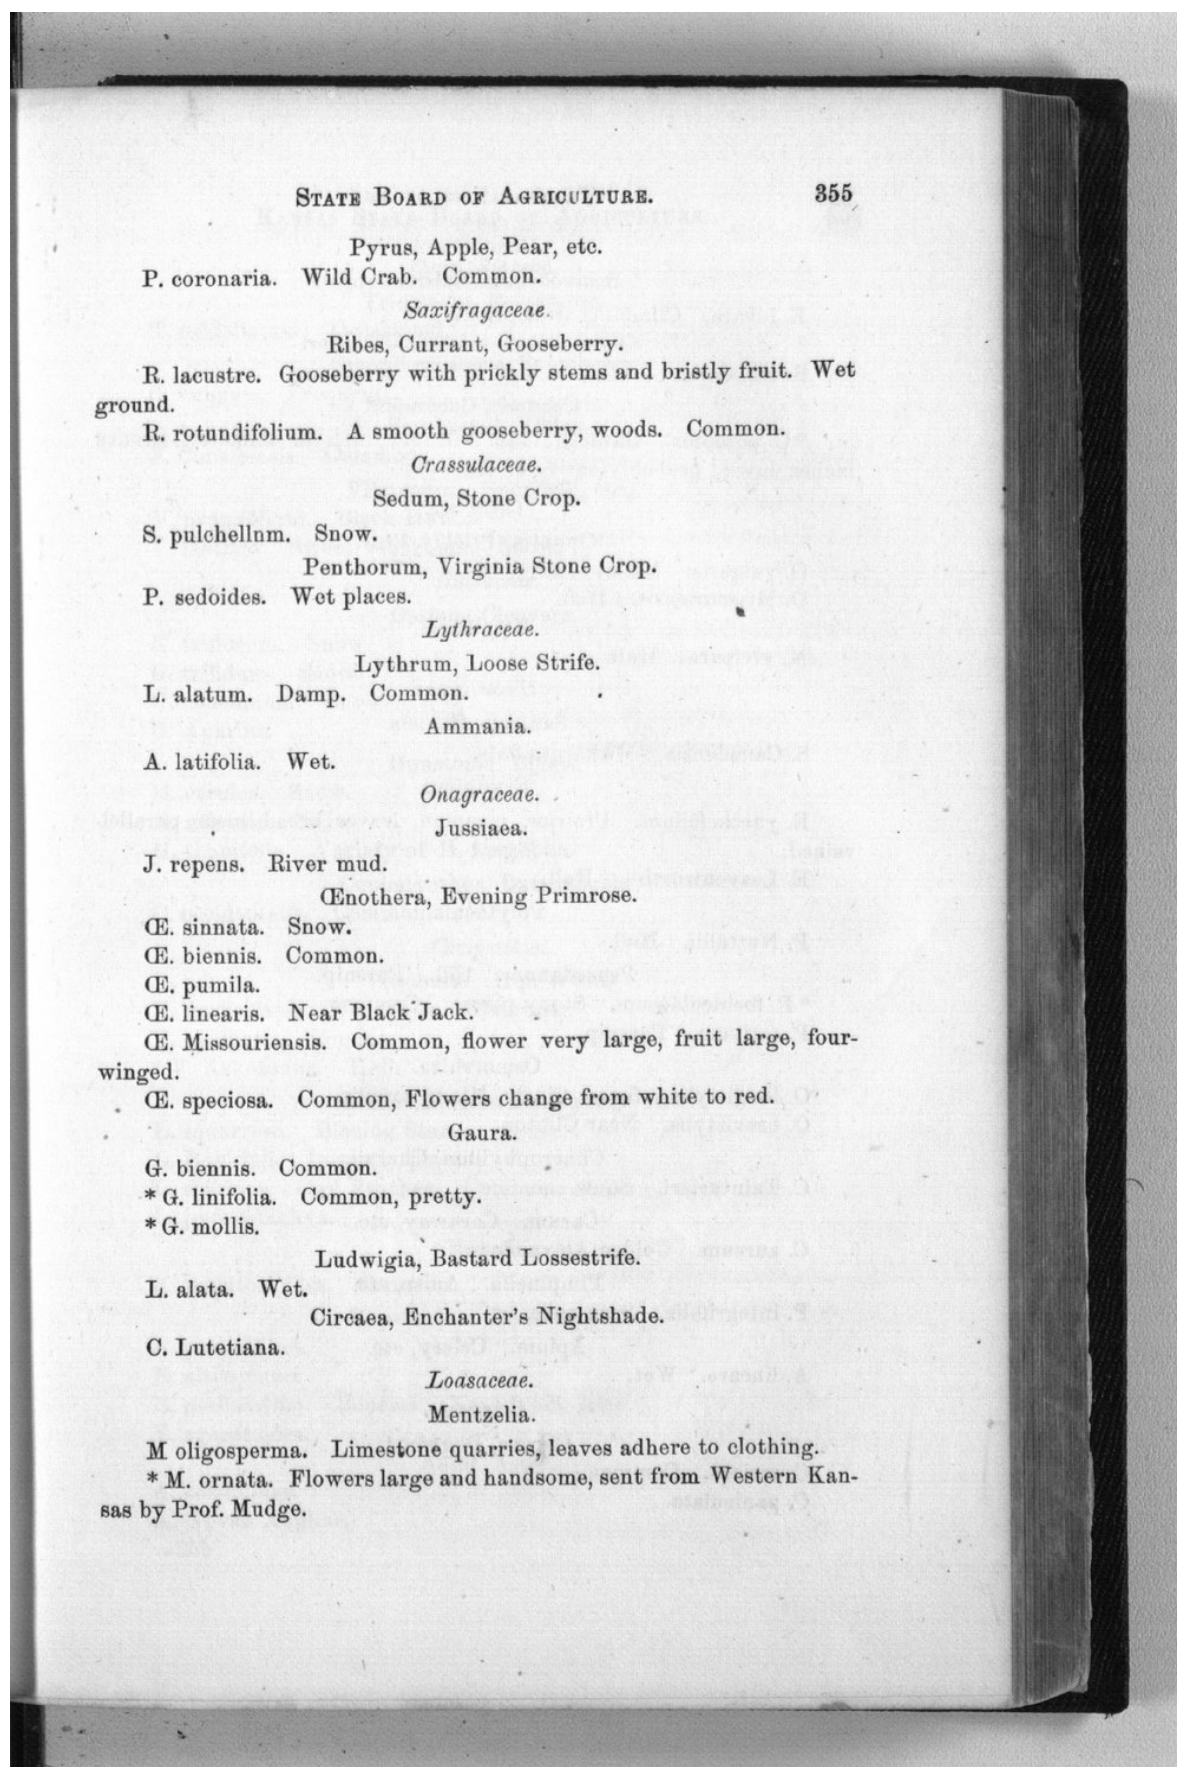 STATE BOARD OF AGRICULTURE. 355
Pyrus, Apple, Pear, etc.
P. coronaria. Wild Crab. Common.
Saxifragaceae.
Ribes, Currant, Gooseberry.
R. lacustre. Gooseberry with prickly stems and bristly fruit. Wet
ground.
R. rotundifolium. A smooth gooseberry, woods. Common.
Crassulaceae.
Sedum, Stone Crop.
S. pulchellnm. Snow.
Penthorum, Virginia Stone Crop.
P. sedoides. Wet places.
Lythraceae.
Lythrum, Loose Strife.
L. alatum. Damp. Common.
Ammania.
A. latifolia. Wet.
Onagraceae.
Jussiaea.
J. repens. River mud.
Œnothera, Evening Primrose.
Œ. sinnata. Snow.
Œ. biennis. Common.
Œ. pumila.
Œ. linearis. Near Black Jack.
Œ. Missouriensis. Common, flower very large, fruit large, four-
winged.
Œ. speciosa. Common, Flowers change from white to red.
Gaura.
G. biennis. Common.
* G. linifolia. Common, pretty.
* G. mollis.
Ludwigia, Bastard Lossestrife.
L. alata. Wet.
Circaea, Enchanter's Nightshade.
C. Lutetiana.
Loasaceae.
Mentzelia.
M oligosperma. Limestone quarries, leaves adhere to clothing.
* M. ornata. Flowers large and handsome, sent from Western Kan-
sas by Prof. Mudge.